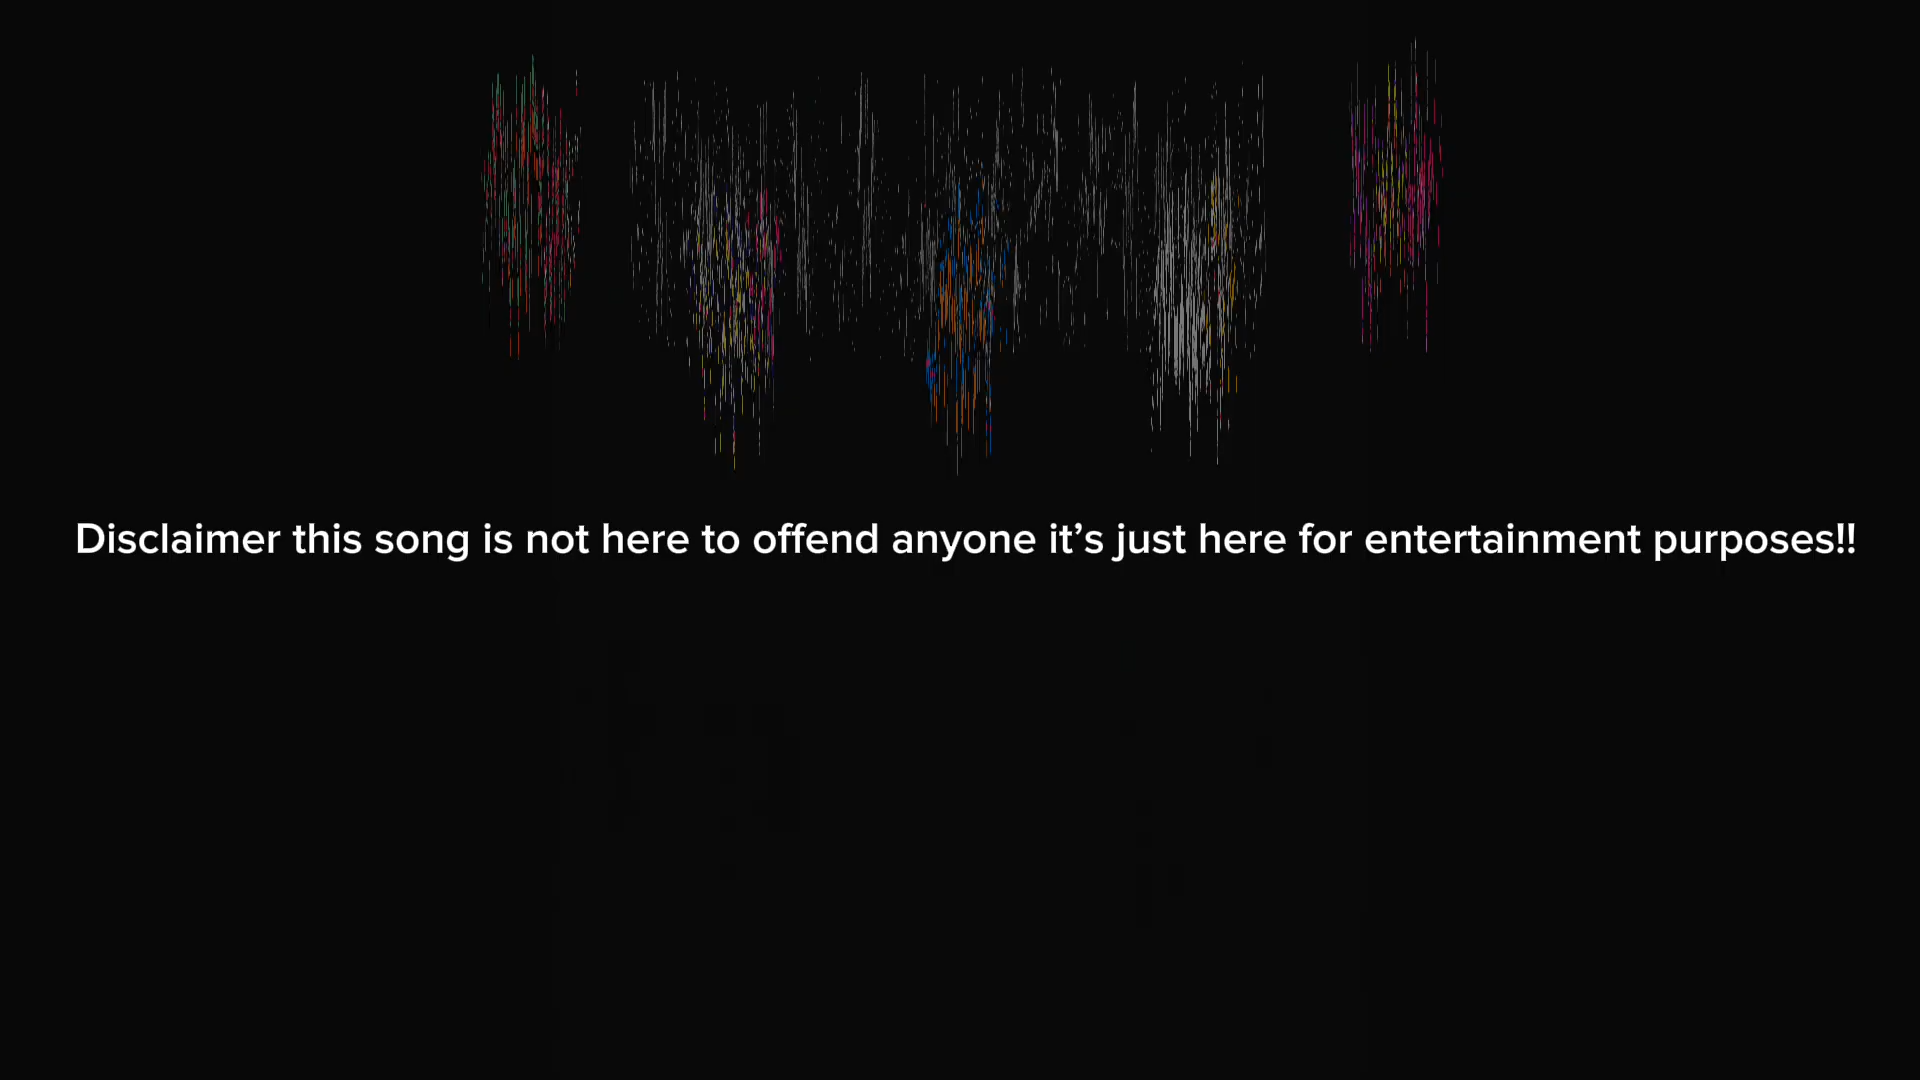 Disclaimer this song is not here to offend anyone it’s just here for entertainment purposes!!